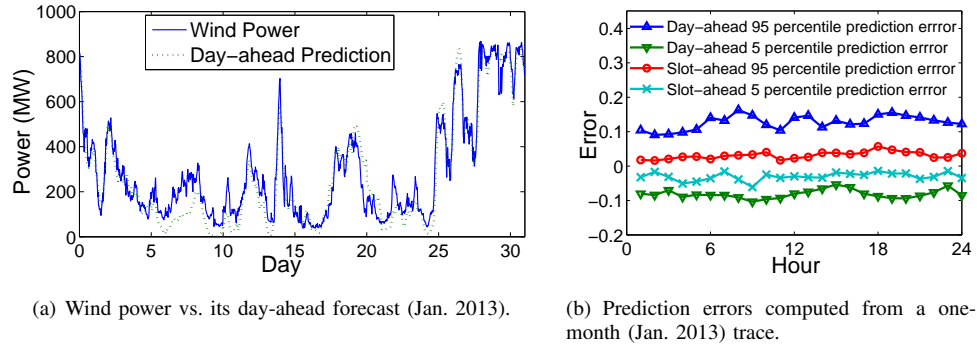 1000
800
600
400
200
0
Power (MW)
Wind Power
Day−ahead Prediction
0 5 10 15 20 25 30
Day
(a) Wind power vs. its day-ahead forecast (Jan. 2013).
0.4
0.3
0.2
0.1
0
−0.1
−0.2
Error
Day−ahead 95 percentile prediction errror
Day−ahead 5 percentile prediction errror
Slot−ahead 95 percentile prediction errror
Slot−ahead 5 percentile prediction errror
0 6 12 18 24
Hour
(b) Prediction errors computed from a one-
month (Jan. 2013) trace.